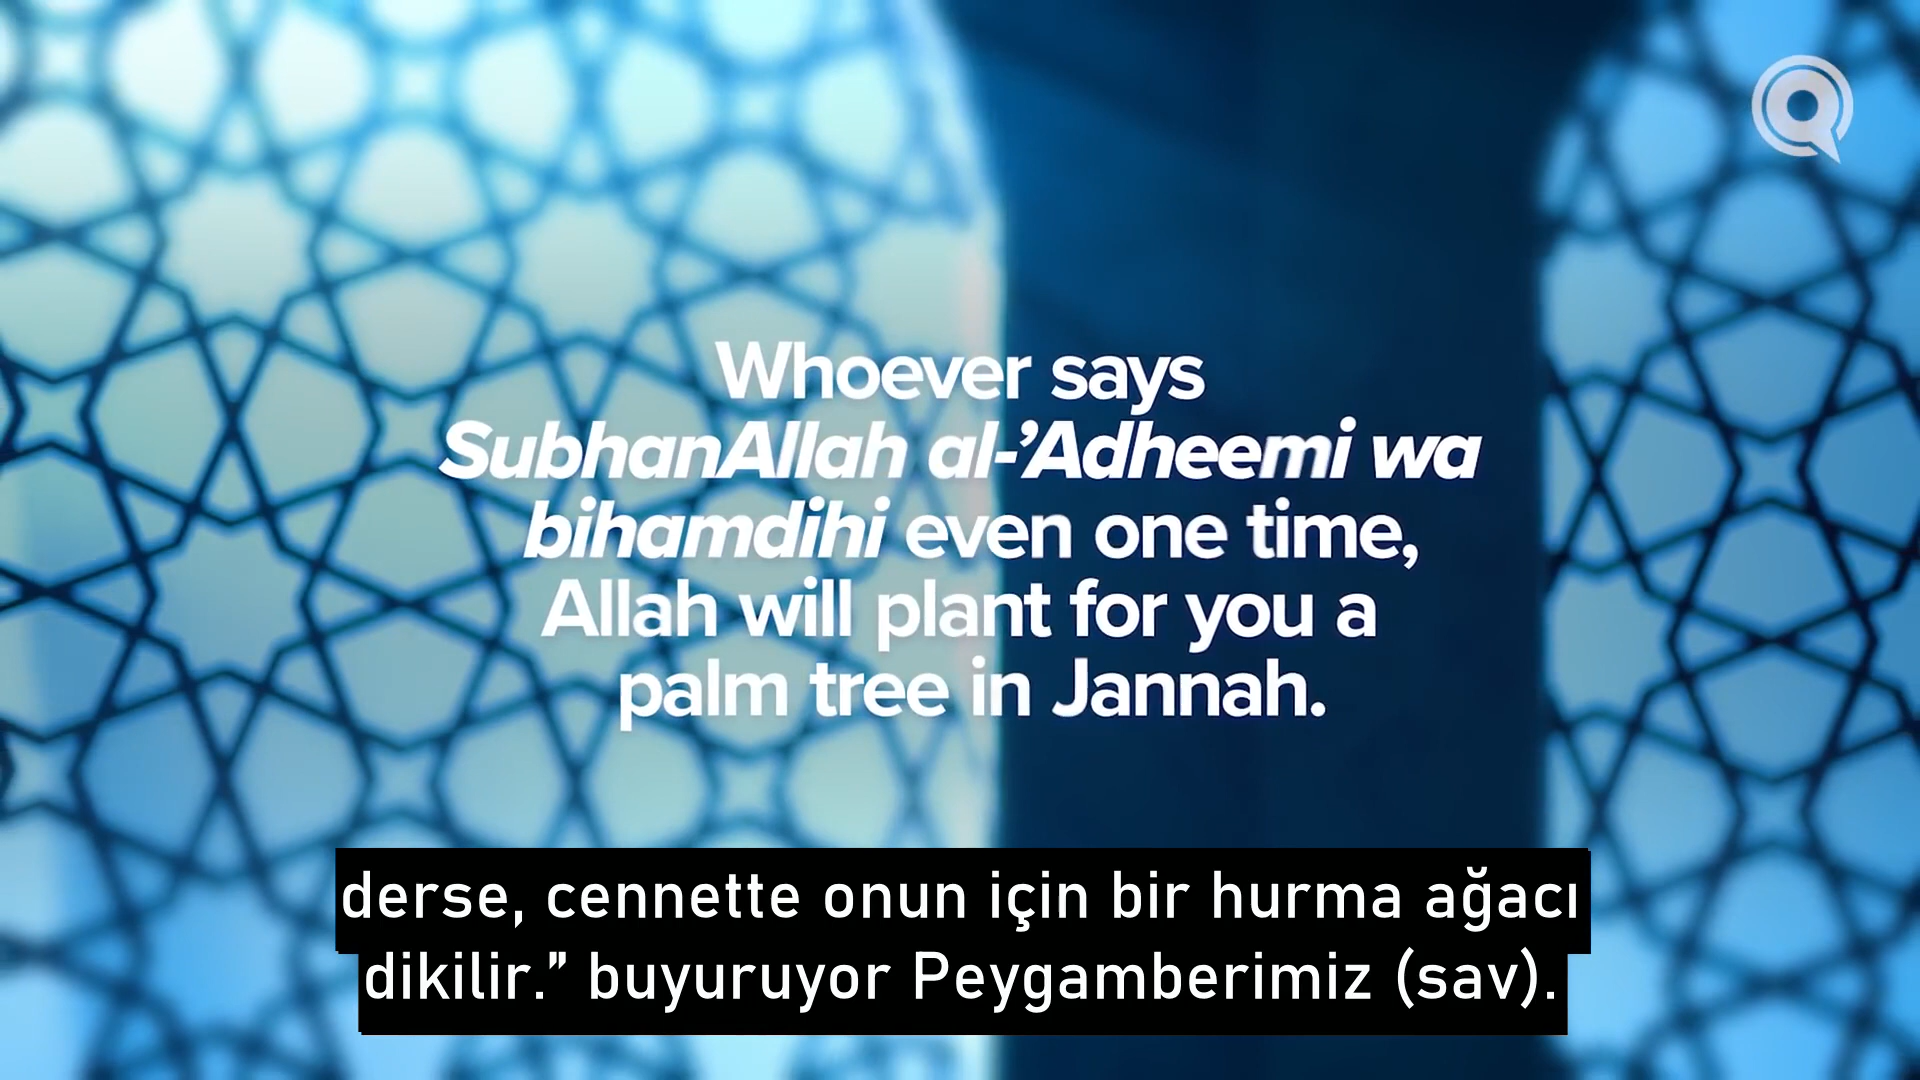 Whoever says
SubhanAllah al-’Adheemi wa
bihamdihi even one time,
Allah will plant for you a
palm tree in Jannah.
derse, cennette onun için bir hurma ağacı
dikilir.” buyuruyor Peygamberimiz (sav).